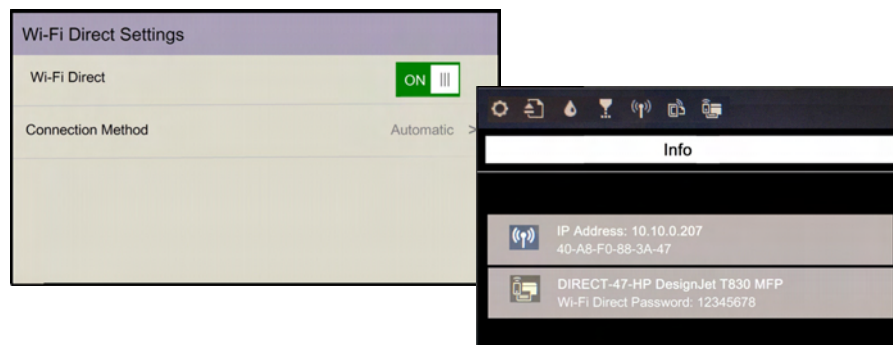 Wi-Fi Direct Settings
Wi-Fi Direct
ON
Connection Method
Automatic >
Info
IP Address: 10.10.0.207
40-A8-F0-88-3A-47
DIRECT-47-HP DesignJet T830 MFP
Wi-Fi Direct Password: 12345678